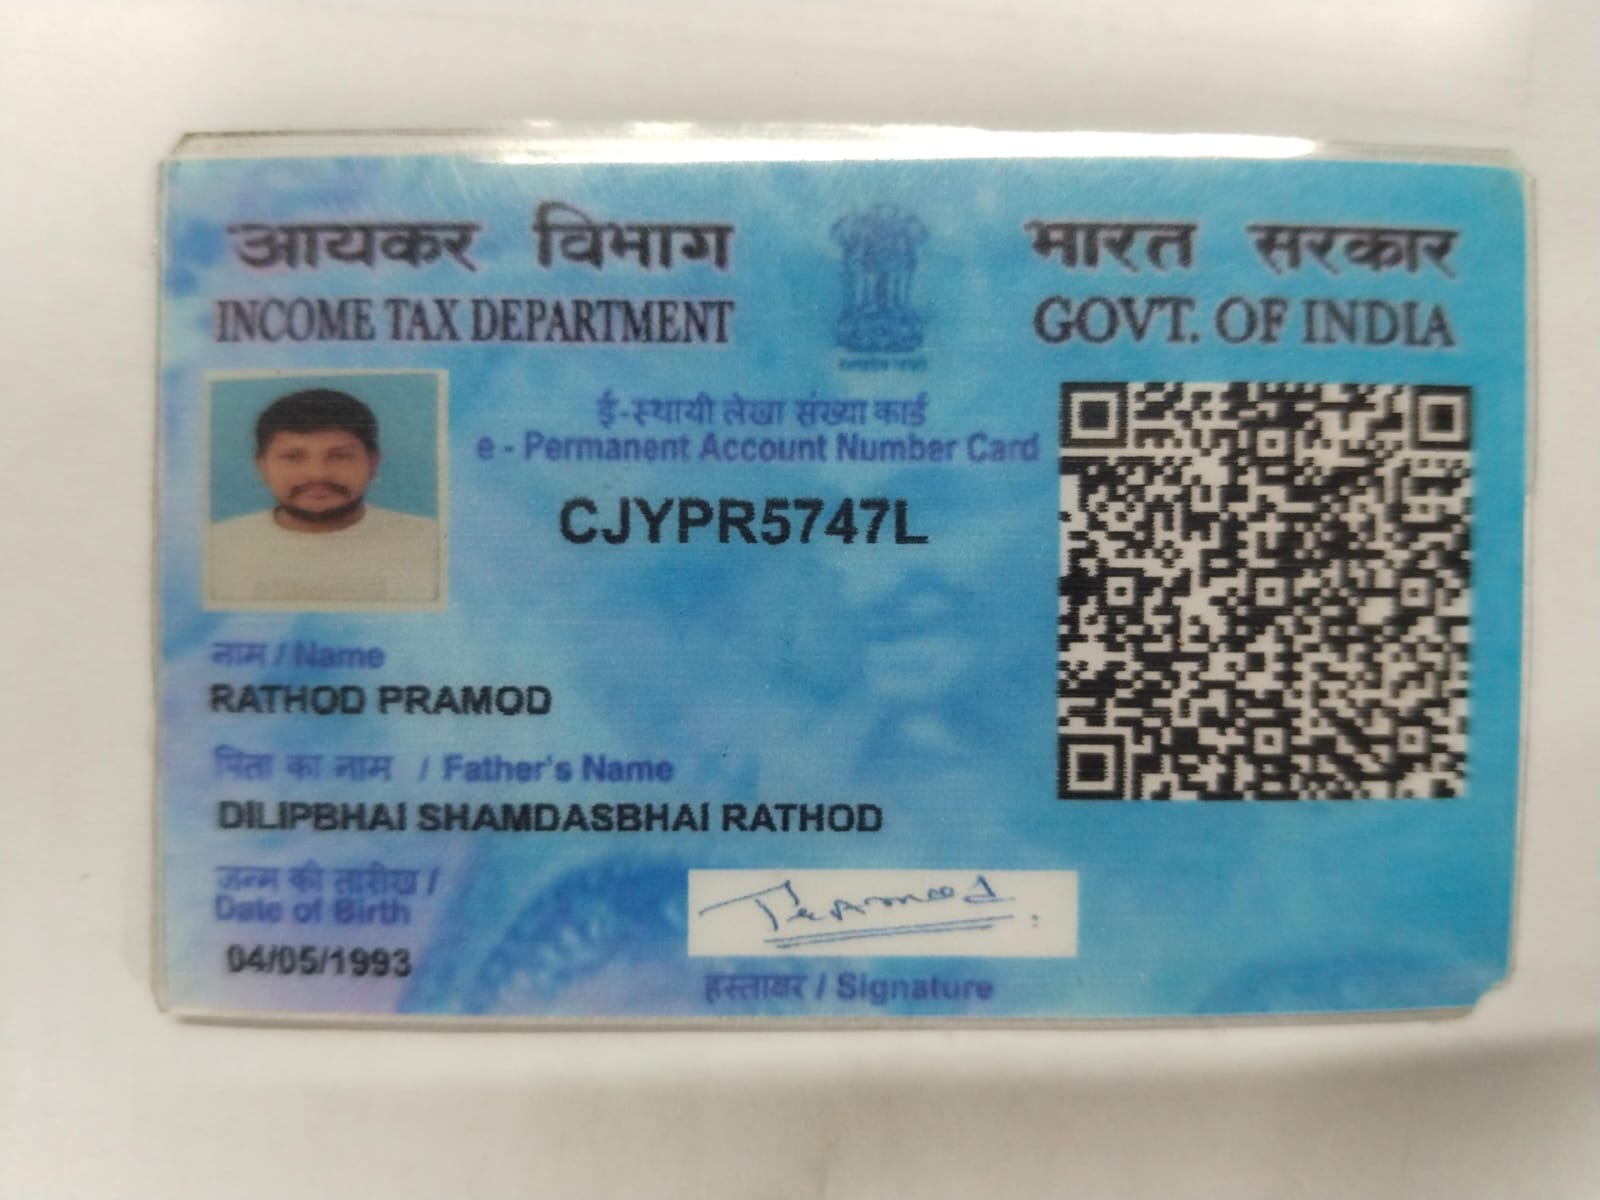 आयकर विभाग
INCOME TAX DEPARTMENT
भारत सरकार
GOVT. OF INDIA
ई-स्थायी लेखा संख्या कार्ड
e - Permanent Account Number Card
CJYPR5747L
नाम / Name
RATHOD PRAMOD
पिता का नाम / Father's Name
DILIPBHAI SHAMDASBHAI RATHOD
जन्म की तारीख /
Date of Birth
04/05/1993
Pramod
हस्ताक्षर / Signature